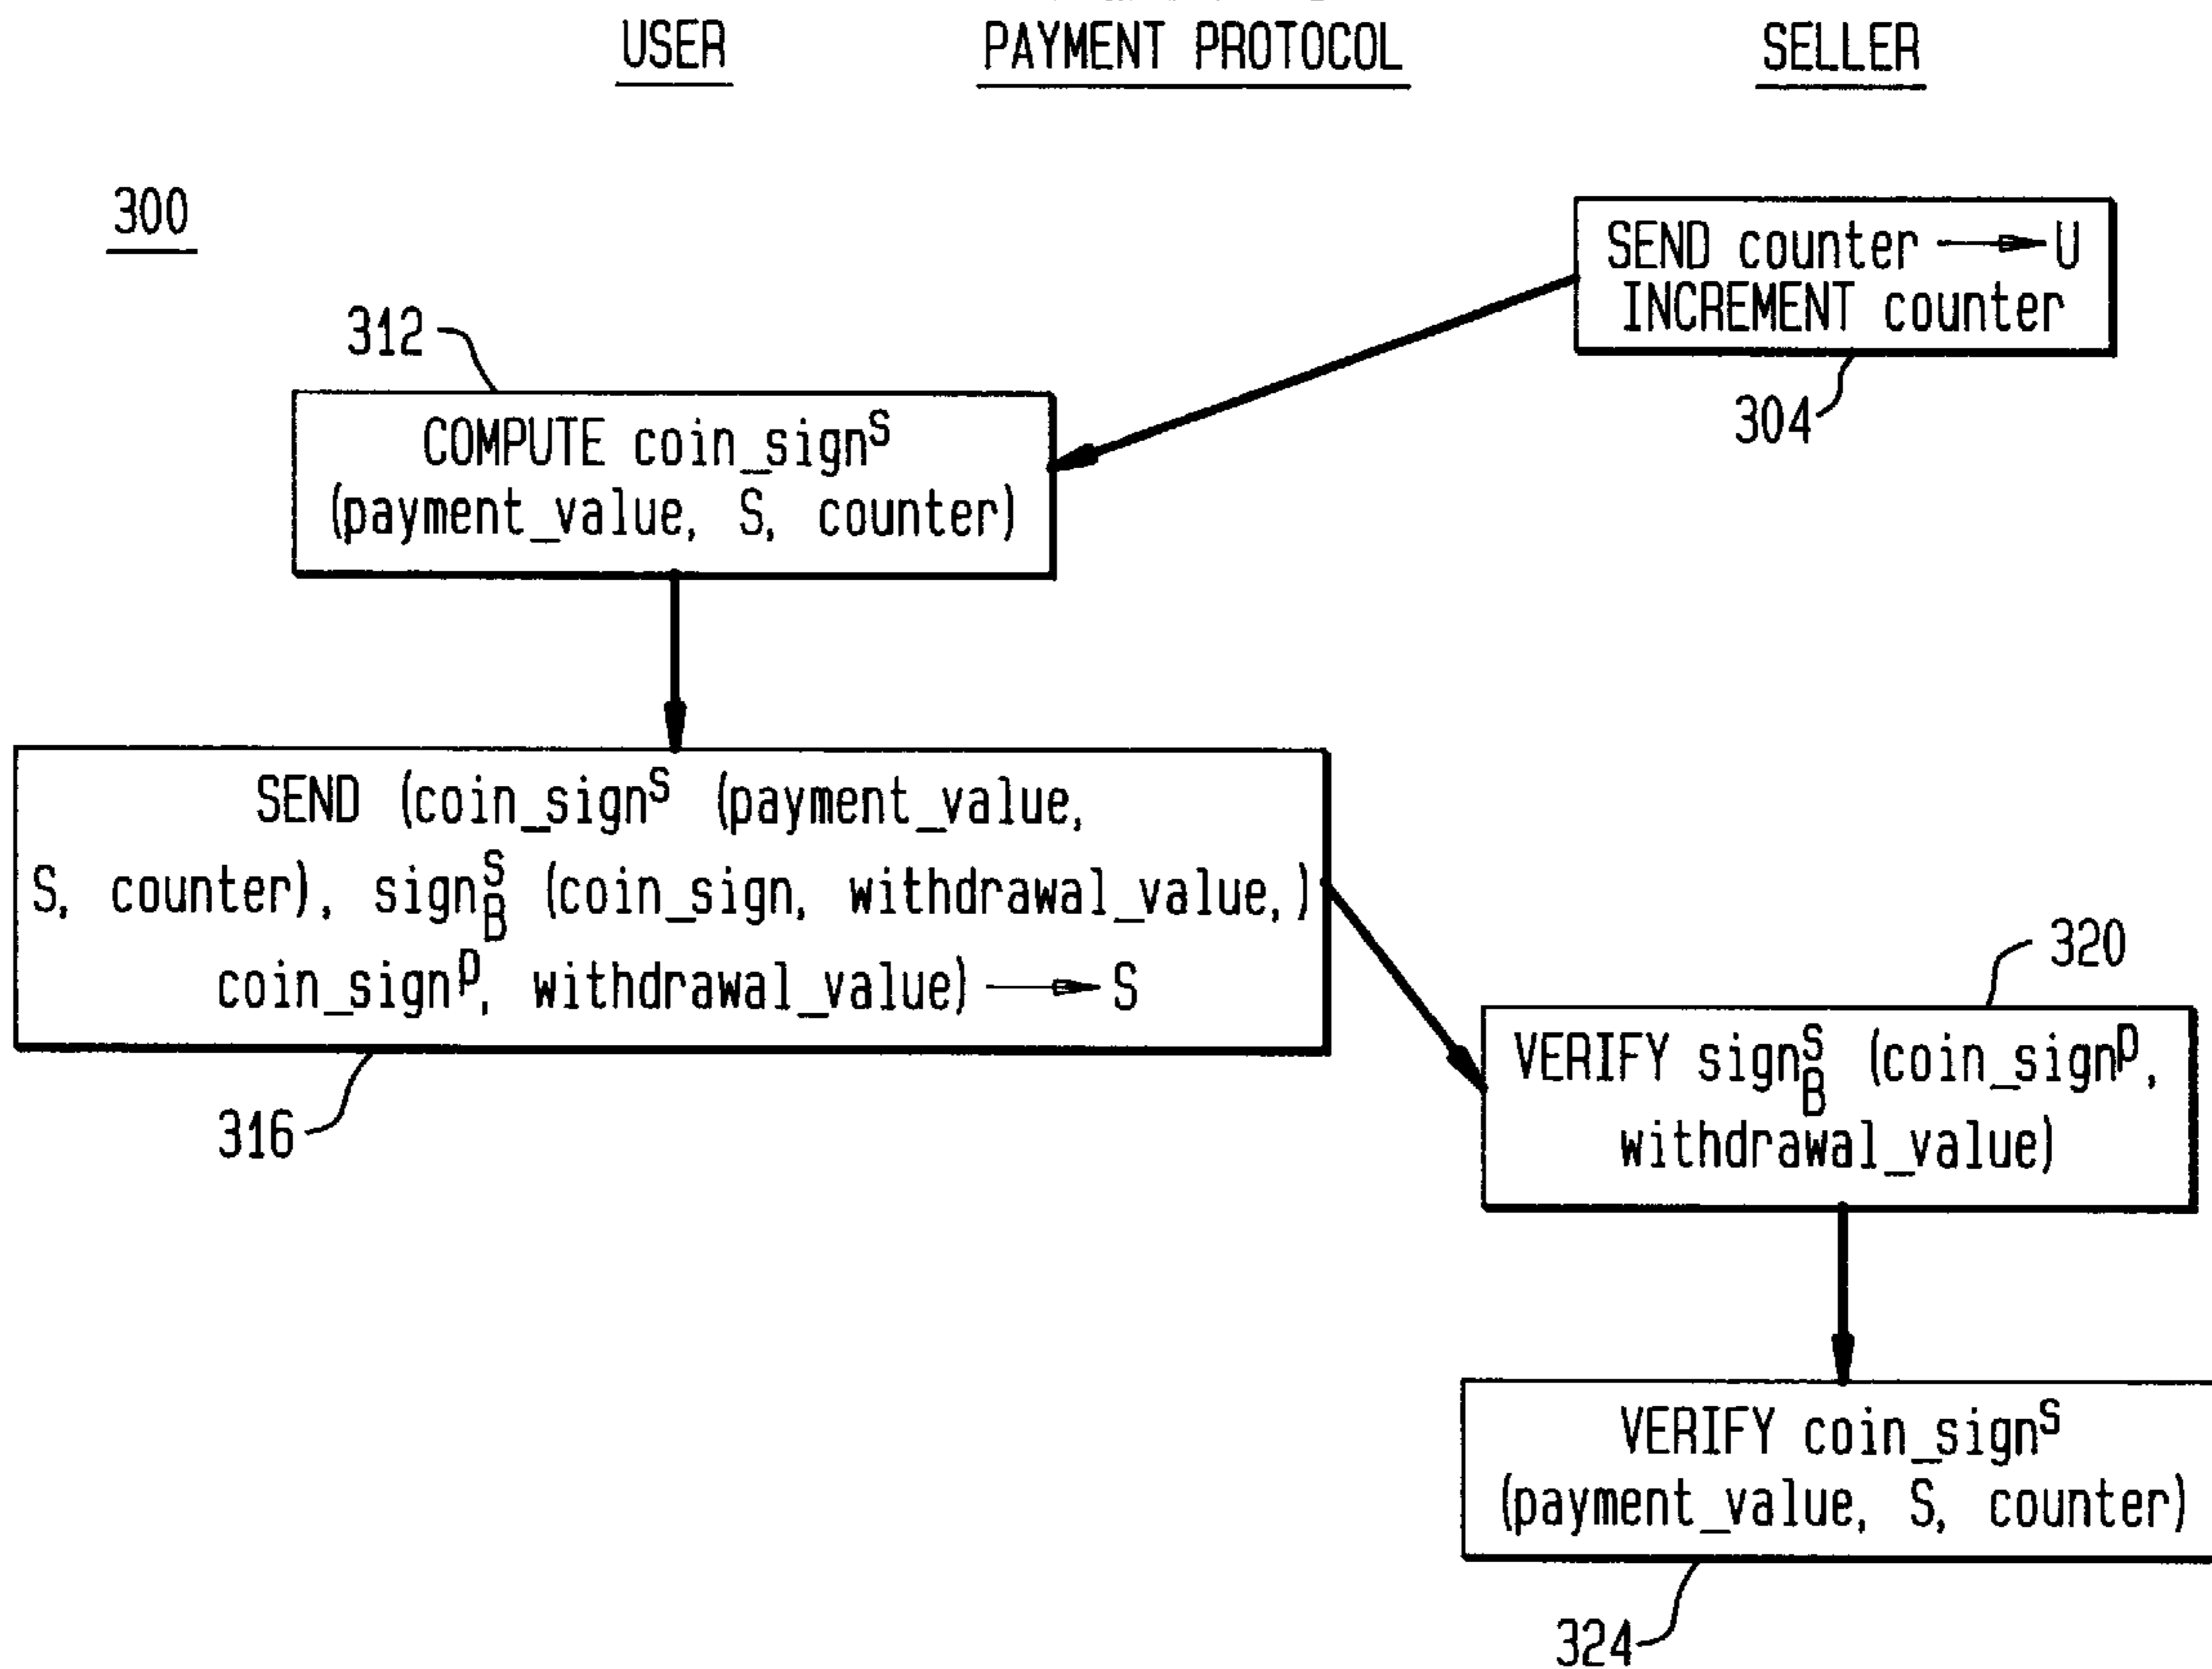 USER PAYMENT PROTOCOL SELLER
300
SEND counter → U
INCREMENT counter
304
312
COMPUTE coin_sign^S
(payment_value, S, counter)
SEND (coin_sign^S (payment_value,
S, counter), sign_B^S (coin_sign, withdrawal_value,)
coin_sign^p, withdrawal_value) → S
316
320
VERIFY sign_B^S (coin_sign^p,
withdrawal_value)
VERIFY coin_sign^S
(payment_value, S, counter)
324